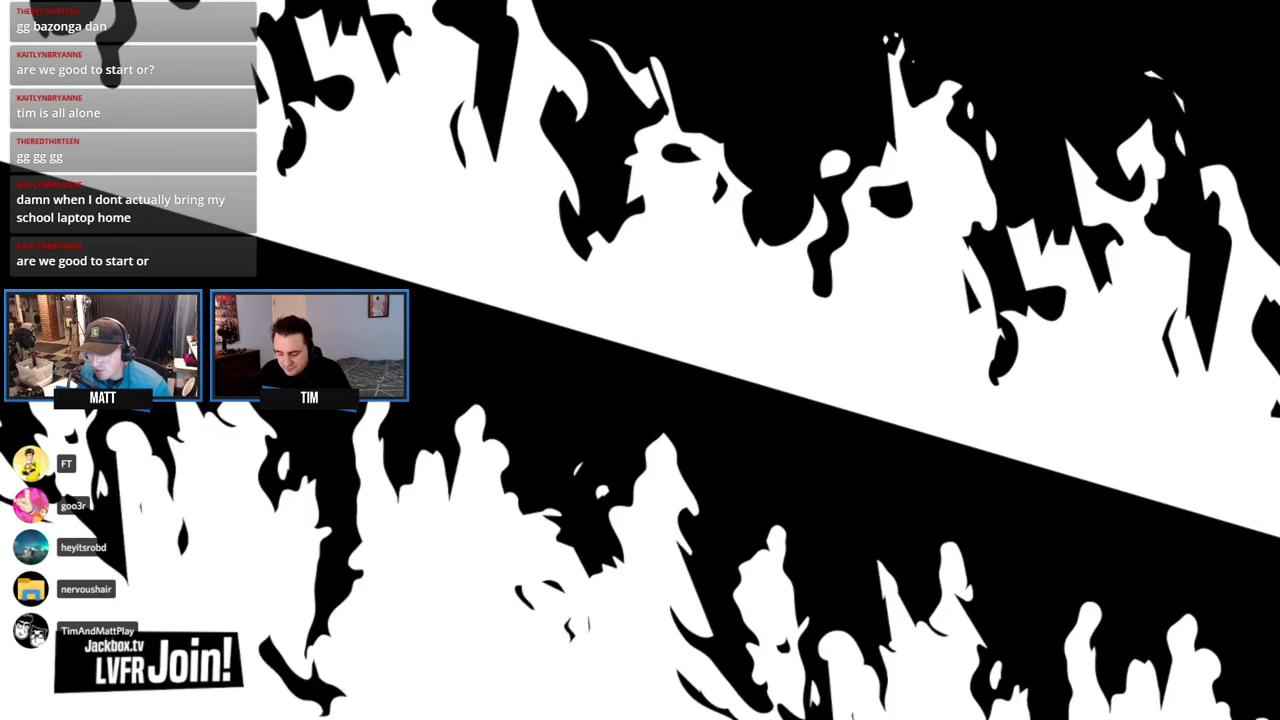 THEREDTHIRTEEN
gg bazonga dan
KAITLYNBRYANNE
are we good to start or?
KAITLYNBRYANNE
tim is all alone
THEREDTHIRTEEN
gg gg gg
KAITLYNBRYANNE
damn when I dont actually bring my
school laptop home
KAITLYNBRYANNE
are we good to start or
MATT
TIM
FT
goo3r
heyitsrobd
nervoushair
TimAndMattPlay
Jackbox.tv
LVFR Join!